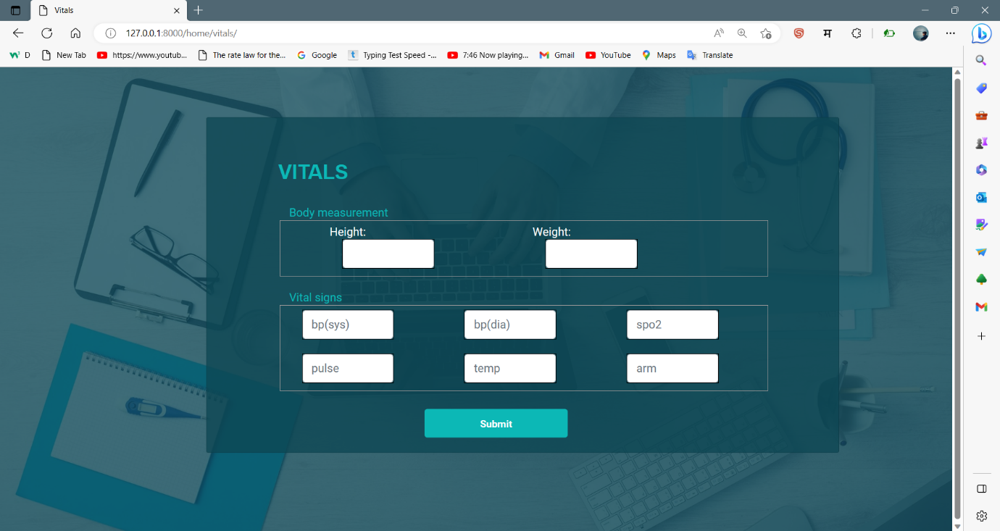 Vitals
127.0.0.1:8000/home/vitals/
D New Tab https://www.youtub... The rate law for the... Google Typing Test Speed -... 7:46 Now playing... Gmail YouTube Maps Translate
VITALS
Body measurement
Height: Weight:
Vital signs
bp(sys) bp(dia) spo2
pulse temp arm
Submit